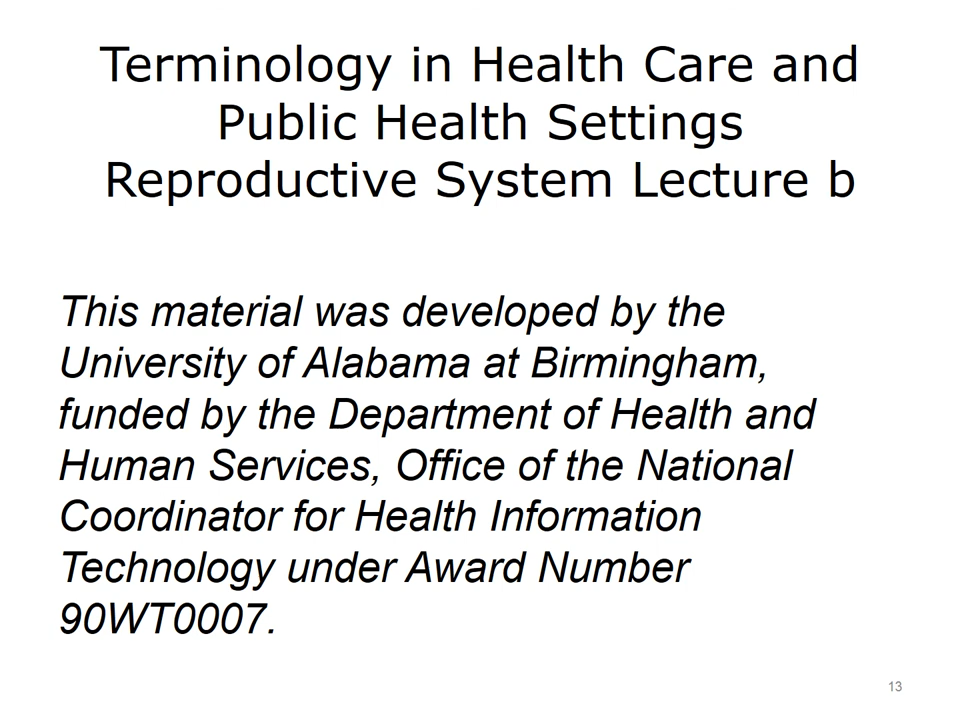 Terminology in Health Care and
Public Health Settings
Reproductive System Lecture b
This material was developed by the
University of Alabama at Birmingham,
funded by the Department of Health and
Human Services, Office of the National
Coordinator for Health Information
Technology under Award Number
90WT0007.
13